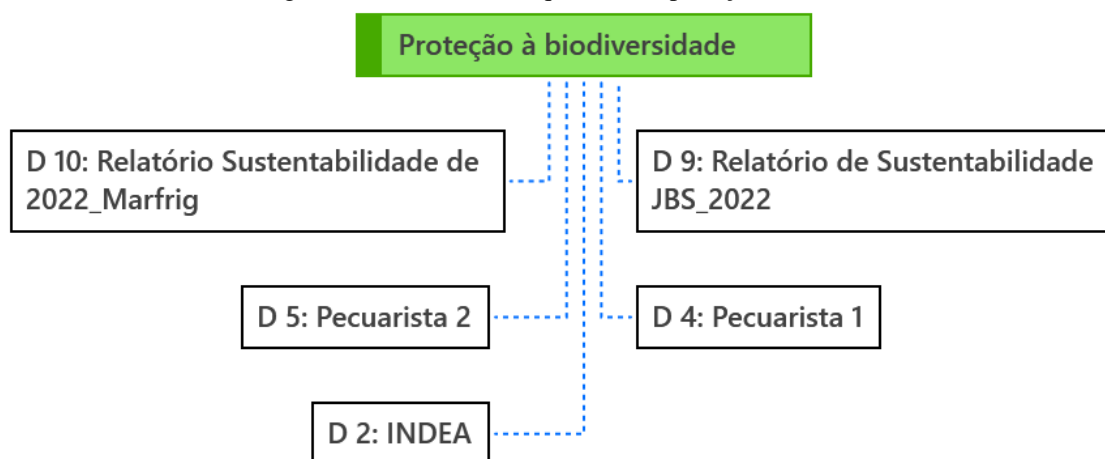 Proteção à biodiversidade
D 10: Relatório Sustentabilidade de
2022_Marfrig
D 9: Relatório de Sustentabilidade
JBS_2022
D 5: Pecuarista 2
D 4: Pecuarista 1
D 2: INDEA